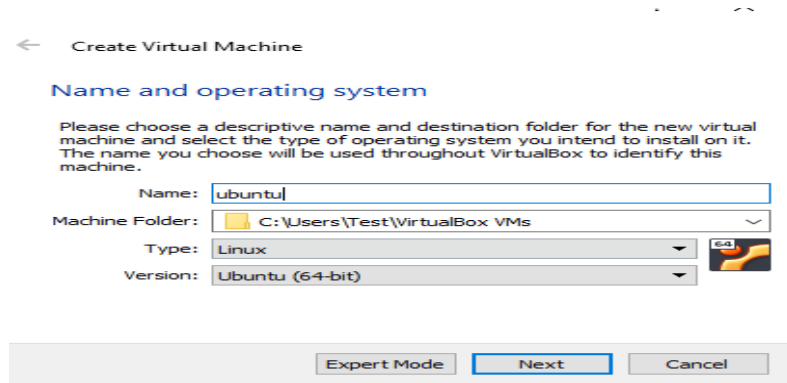 Create Virtual Machine
Name and operating system
Please choose a descriptive name and destination folder for the new virtual
machine and select the type of operating system you intend to install on it.
The name you choose will be used throughout VirtualBox to identify this
machine.
Name: ubuntu
Machine Folder: C:\Users\Test\VirtualBox VMs
Type: Linux
64
Version: Ubuntu (64-bit)
Expert Mode Next Cancel